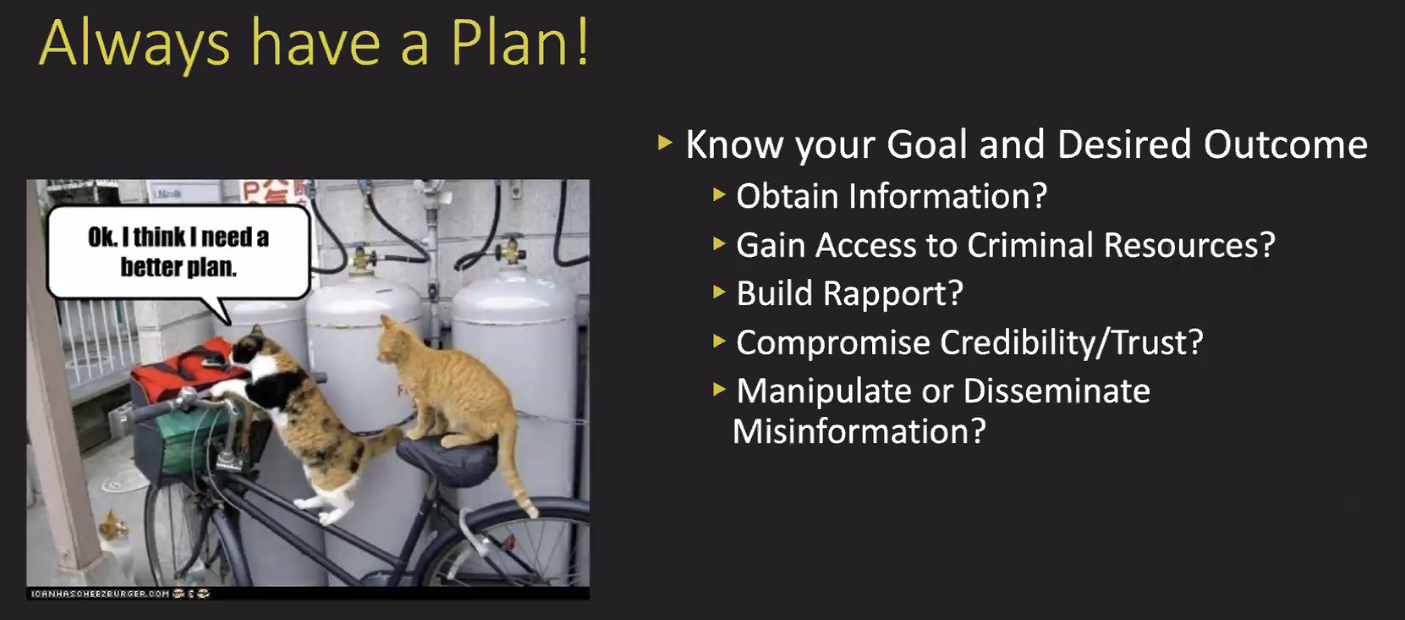 Always have a Plan!
Know your Goal and Desired Outcome
Obtain Information?
Gain Access to Criminal Resources?
Build Rapport?
Compromise Credibility/Trust?
Manipulate or Disseminate
Misinformation?
Ok. I think I need a
better plan.
ICANHASCHEEZBURGER.COM